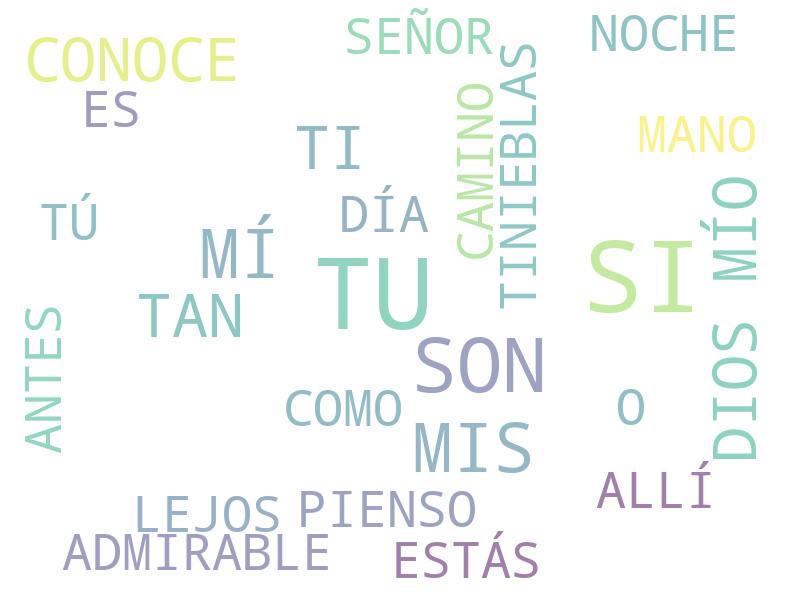 SEÑOR
NOCHE
CONOCE
ES
TINIEBLAS
CAMINO
MANO
TI
DÍA
TÚ
MÍ
DIOS MÍO
TU
SI
TAN
ANTES
SON
COMO
O
MIS
ALLÍ
LEJOS
PIENSO
ADMIRABLE
ESTÁS